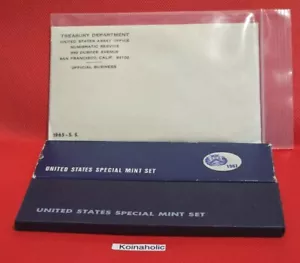 TREASURY DEPARTMENT
UNITED STATES ASSAY OFFICE
NUMISMATIC SERVICE
350 DUBOCE AVENUE
SAN FRANCISCO, CALIF. 94102
OFFICIAL BUSINESS
1965-S.S.
UNITED STATES SPECIAL MINT SET
1967
UNITED STATES SPECIAL MINT SET
Koinaholic